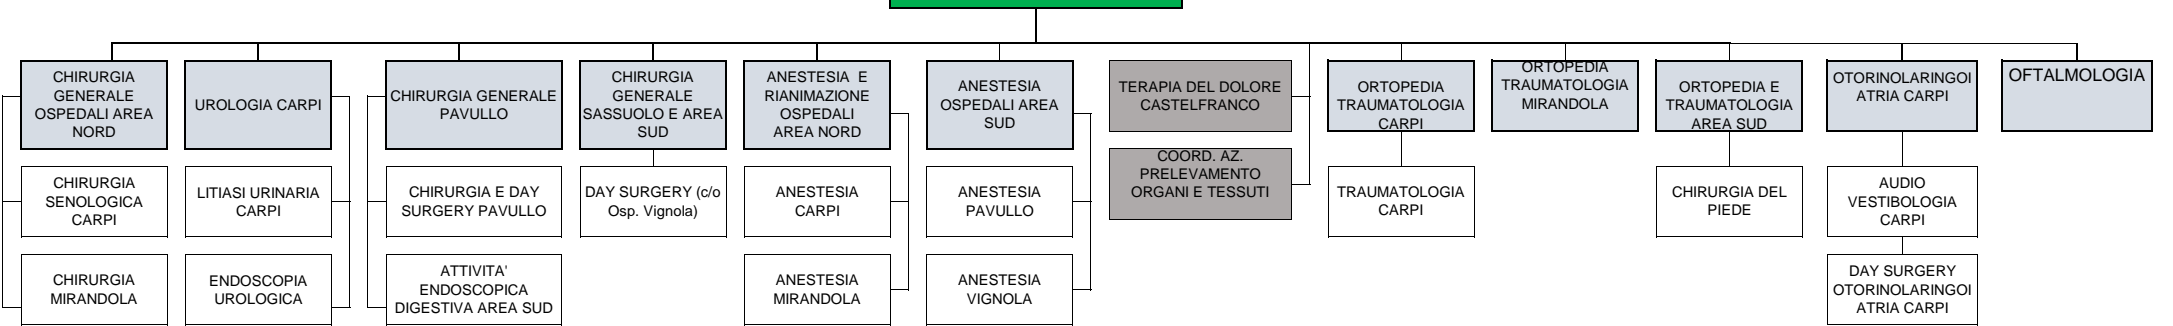 CHIRURGIA
GENERALE
OSPEDALI AREA
NORD
UROLOGIA CARPI
CHIRURGIA GENERALE
PAVULLO
CHIRURGIA
GENERALE
SASSUOLO E AREA
SUD
ANESTESIA E
RIANIMAZIONE
OSPEDALI
AREA NORD
ANESTESIA
OSPEDALI AREA
SUD
TERAPIA DEL DOLORE
CASTELFRANCO
ORTOPEDIA
TRAUMATOLOGIA
CARPI
ORTOPEDIA
TRAUMATOLOGIA
MIRANDOLA
ORTOPEDIA E
TRAUMATOLOGIA
AREA SUD
OTORINOLARINGOI
ATRIA CARPI
OFTALMOLOGIA
CHIRURGIA
SENOLOGICA
CARPI
LITIASI URINARIA
CARPI
CHIRURGIA E DAY
SURGERY PAVULLO
DAY SURGERY (c/o
Osp. Vignola)
ANESTESIA
CARPI
ANESTESIA
PAVULLO
COORD. AZ.
PRELEVAMENTO
ORGANI E TESSUTI
TRAUMATOLOGIA
CARPI
CHIRURGIA DEL
PIEDE
AUDIO
VESTIBOLOGIA
CARPI
CHIRURGIA
MIRANDOLA
ENDOSCOPIA
UROLOGICA
ATTIVITA'
ENDOSCOPICA
DIGESTIVA AREA SUD
ANESTESIA
MIRANDOLA
ANESTESIA
VIGNOLA
DAY SURGERY
OTORINOLARINGOI
ATRIA CARPI